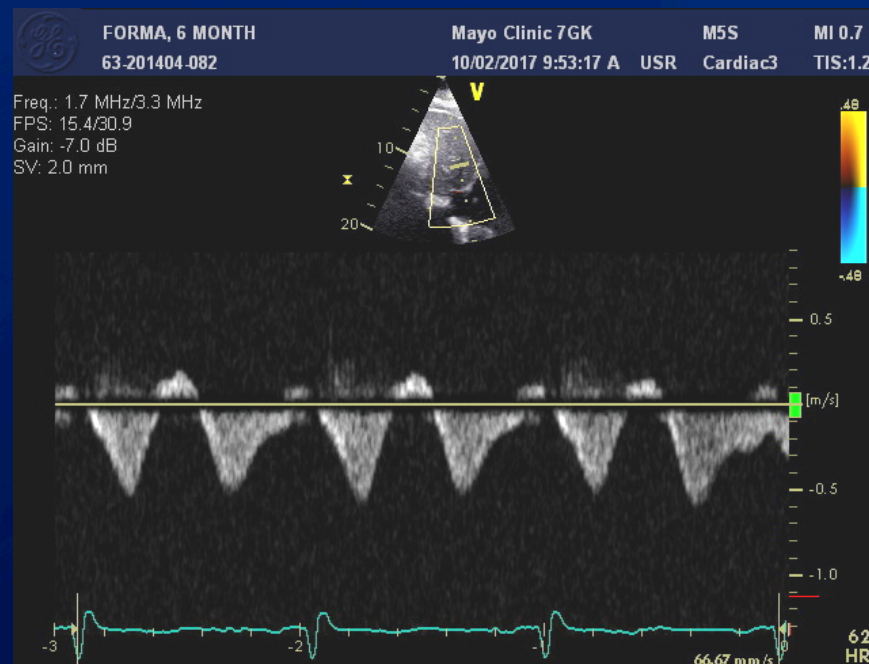 FORMA, 6 MONTH Mayo Clinic 7GK M5S MI 0.7
63-201404-082 10/02/2017 9:53:17 A USR Cardiac3 TIS:1.2
Freq.: 1.7 MHz/3.3 MHz
FPS: 15.4/30.9
Gain: -7.0 dB
SV: 2.0 mm
V
.48
10
20
-.48
0.5
[m/s]
-0.5
-1.0
-3 -2 -1 0
62
HR
66.67 mm/s